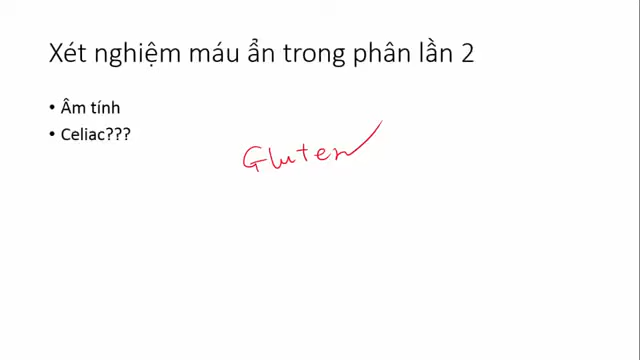 Xét nghiệm máu ẩn trong phân lần 2
• Âm tính
• Celiac???
Gluten